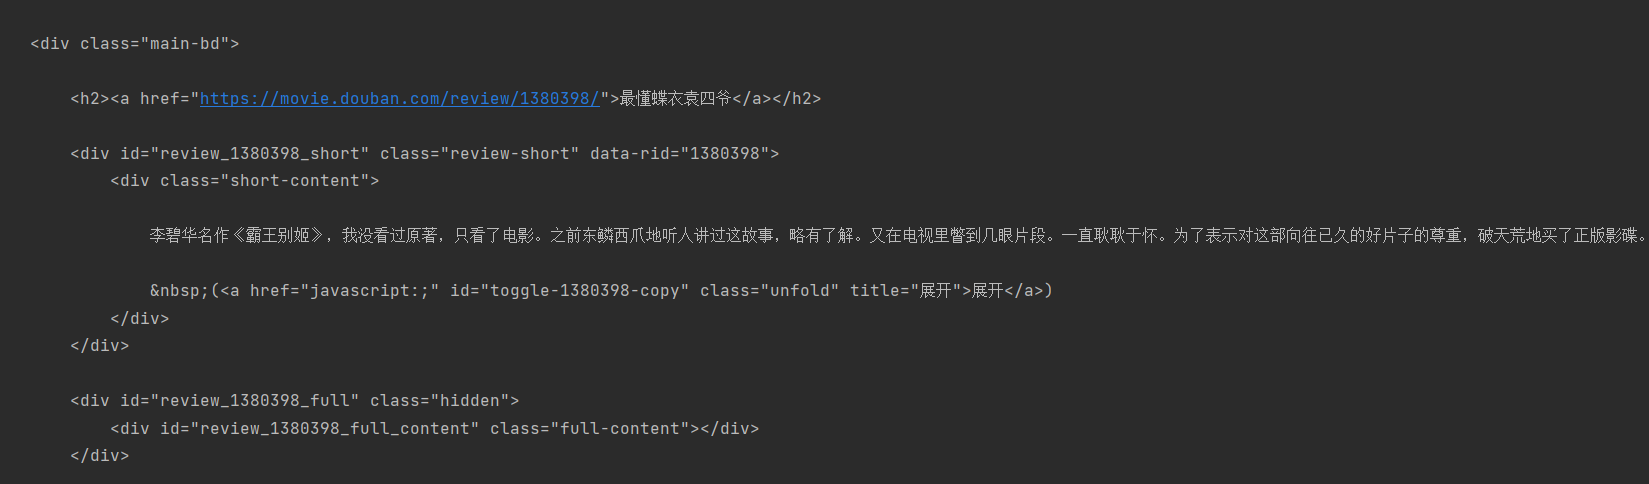 <div class="main-bd">
<h2><a href="https://movie.douban.com/review/1380398/">最懂蝶衣袁四爷</a></h2>
<div id="review_1380398_short" class="review-short" data-rid="1380398">
<div class="short-content">
李碧华名作《霸王别姬》，我没看过原著，只看了电影。之前东鳞西爪地听人讲过这故事，略有了解。又在电视里瞥到几眼片段。一直耿耿于怀。为了表示对这部向往已久的好片子的尊重，破天荒地买了正版影碟。
&nbsp;(<a href="javascript:;" id="toggle-1380398-copy" class="unfold" title="展开">展开</a>)
</div>
</div>
<div id="review_1380398_full" class="hidden">
<div id="review_1380398_full_content" class="full-content"></div>
</div>